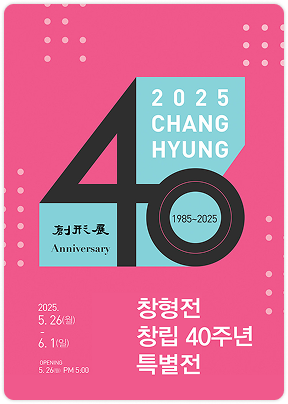 2025
CHANG
HYUNG
40
1985~2025
創形展
Anniversary
2025.
5. 26(월)
–
6. 1(일)
OPENING
5. 26(월) PM 5:00
창형전
창립 40주년
특별전